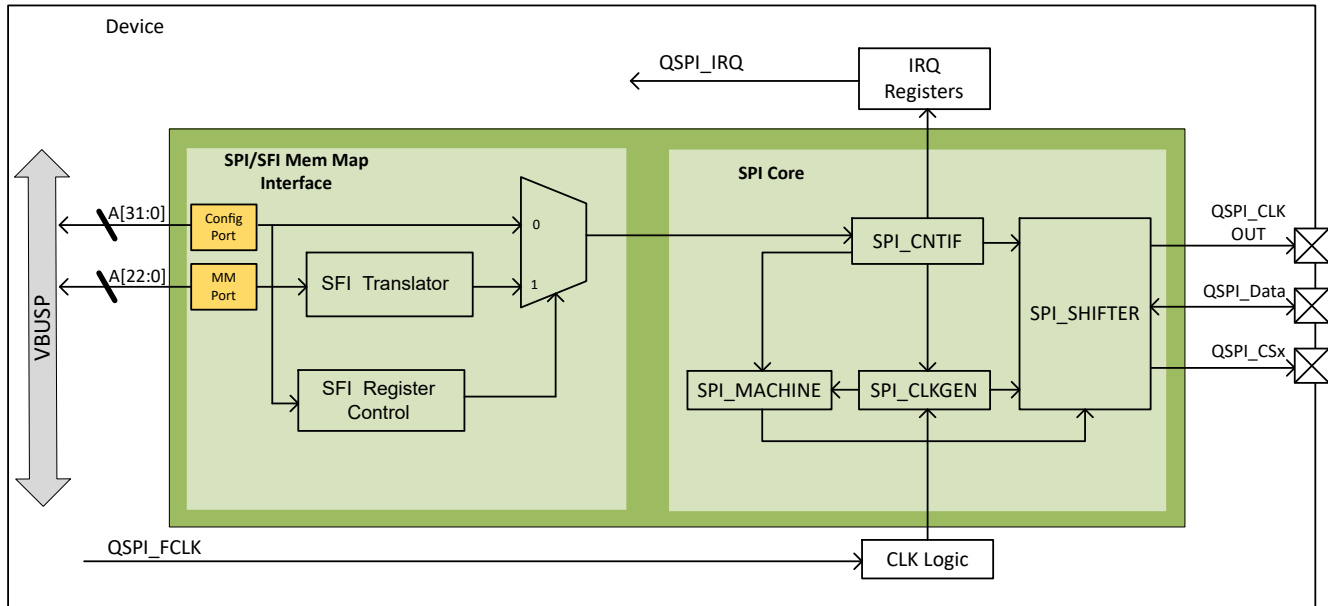 Device
QSPI_IRQ
IRQ
Registers
SPI/SFI Mem Map
Interface
SPI Core
VBUSP
A[31:0]
Config
Port
0
SPI_CNTIF
QSPI_CLK
OUT
A[22:0]
MM
Port
SFI Translator
1
SPI_SHIFTER
QSPI_Data
QSPI_CSx
SFI Register
Control
SPI_MACHINE
SPI_CLKGEN
QSPI_FCLK
CLK Logic